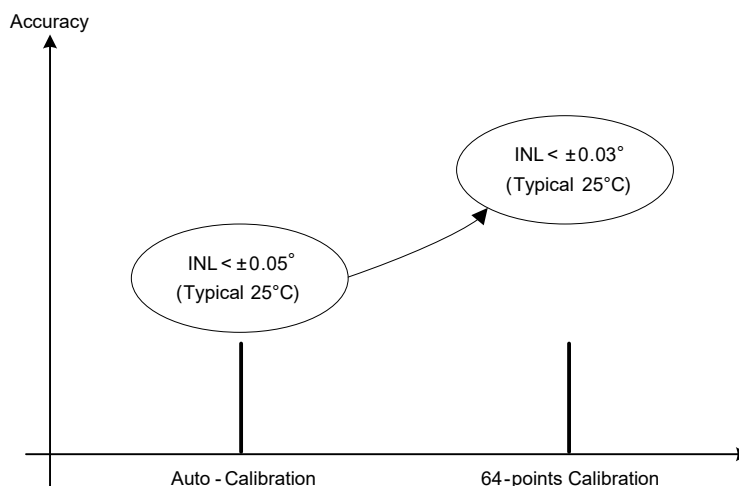 Accuracy
INL < ±0.03°
(Typical 25°C)
INL < ±0.05°
(Typical 25°C)
Auto - Calibration
64-points Calibration